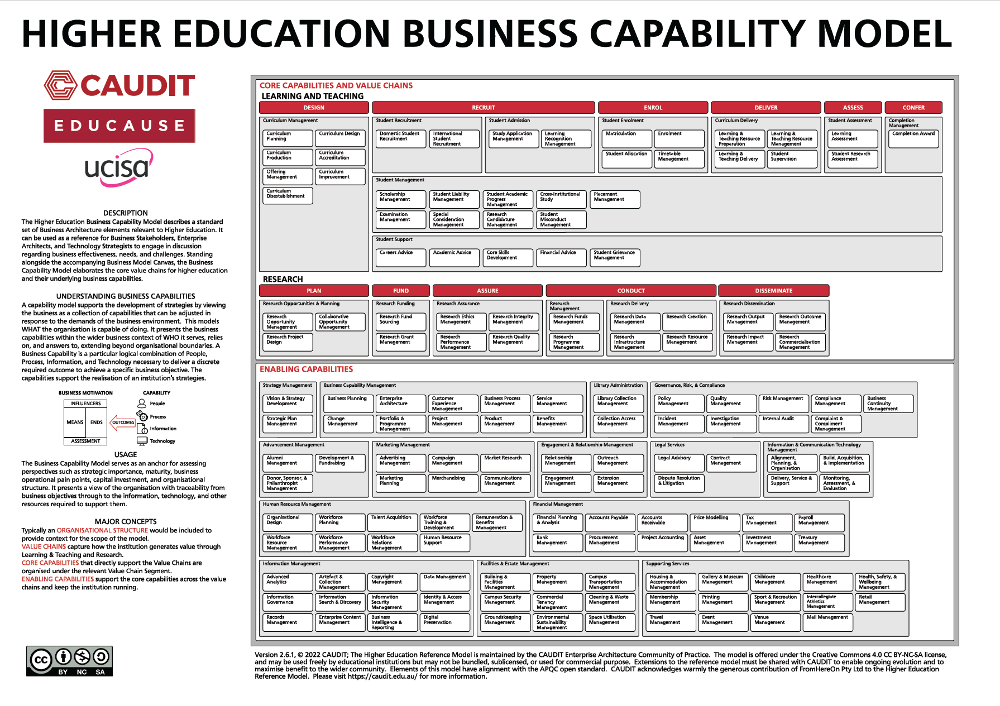 HIGHER EDUCATION BUSINESS CAPABILITY MODEL
CAUDIT
EDUCAUSE
ucisa
DESCRIPTION
The Higher Education Business Capability Model describes a standard
set of Business Architecture elements relevant to Higher Education. It
can be used as a reference for Business Stakeholders, Enterprise
Architects, and Technology Strategists to engage in discussion
regarding business effectiveness, needs, and challenges. Standing
alongside the accompanying Business Model Canvas, the Business
Capability Model elaborates the core value chains for higher education
and their underlying business capabilities.
UNDERSTANDING BUSINESS CAPABILITIES
A capability model supports the development of strategies by viewing
the business as a collection of capabilities that can be adjusted in
response to the demands of the business environment. This models
WHAT the organisation is capable of doing. It presents the business
capabilities within the wider business context of WHO it serves, relies
on, and answers to, extending beyond organisational boundaries. A
Business Capability is a particular logical combination of People,
Process, Information, and Technology necessary to deliver a discrete
required outcome to achieve a specific business objective. The
capabilities support the realisation of an institution's strategies.
BUSINESS MOTIVATION
INFLUENCERS
MEANS
ENDS
ASSESSMENT
OUTCOMES
CAPABILITY
People
Process
Information
Technology
USAGE
The Business Capability Model serves as an anchor for assessing
perspectives such as strategic importance, maturity, business
operational pain points, capital investment, and organisational
structure. It presents a view of the organisation with traceability from
business objectives through to the information, technology, and other
resources required to support them.
MAJOR CONCEPTS
Typically an ORGANISATIONAL STRUCTURE would be included to
provide context for the scope of the model.
VALUE CHAINS capture how the institution generates value through
Learning & Teaching and Research.
CORE CAPABILITIES that directly support the Value Chains are
organised under the relevant Value Chain Segment.
ENABLING CAPABILITIES support the core capabilities across the value
chains and keep the institution running.
CC
BY NC SA
CORE CAPABILITIES AND VALUE CHAINS
LEARNING AND TEACHING
DESIGN
Curriculum Management
Curriculum
Planning
Curriculum Design
Curriculum
Production
Curriculum
Accreditation
Offering
Management
Curriculum
Improvement
Curriculum
Disestablishment
RECRUIT
Student Recruitment
Domestic Student
Recruitment
International
Student
Recruitment
Student Admission
Study Application
Management
Learning
Recognition
Management
ENROL
Student Enrolment
Matriculation
Enrolment
Student Allocation
Timetable
Management
DELIVER
Curriculum Delivery
Learning &
Teaching Resource
Preparation
Learning &
Teaching Resource
Management
Learning &
Teaching Delivery
Student
Supervision
ASSESS
Student Assessment
Learning
Assessment
Student Research
Assessment
CONFER
Completion
Management
Completion Award
Student Management
Scholarship
Management
Student Liability
Management
Student Academic
Progress
Management
Cross-Institutional
Study
Placement
Management
Examination
Management
Special
Consideration
Management
Research
Candidature
Management
Student
Misconduct
Management
Student Support
Careers Advice
Academic Advice
Core Skills
Development
Financial Advice
Student Grievance
Management
RESEARCH
PLAN
Research Opportunities & Planning
Research
Opportunity
Management
Collaborative
Opportunity
Management
Research Project
Design
FUND
Research Funding
Research Fund
Sourcing
Research Grant
Management
ASSURE
Research Assurance
Research Ethics
Management
Research Integrity
Management
Research
Performance
Management
Research Quality
Management
CONDUCT
Research
Management
Research Funds
Management
Research
Programme
Management
Research Delivery
Research Data
Management
Research Creation
Research
Infrastructure
Management
Research Resource
Management
DISSEMINATE
Research Dissemination
Research Output
Management
Research Outcome
Management
Research Impact
Management
Research
Commercialisation
Management
ENABLING CAPABILITIES
Strategy Management
Vision & Strategy
Development
Strategic Plan
Management
Business Capability Management
Business Planning
Enterprise
Architecture
Customer
Experience
Management
Business Process
Management
Service
Management
Change
Management
Portfolio &
Programme
Management
Project
Management
Product
Management
Benefits
Management
Library Administration
Library Collection
Management
Collection Access
Management
Governance, Risk, & Compliance
Policy
Management
Quality
Management
Risk Management
Compliance
Management
Business
Continuity
Management
Incident
Management
Investigation
Management
Internal Audit
Complaint &
Compliment
Management
Advancement Management
Alumni
Management
Development &
Fundraising
Donor, Sponsor, &
Philanthropist
Management
Marketing Management
Advertising
Management
Campaign
Management
Market Research
Marketing
Planning
Merchandising
Communications
Management
Engagement & Relationship Management
Relationship
Management
Outreach
Management
Engagement
Management
Extension
Management
Legal Services
Legal Advisory
Contract
Management
Dispute Resolution
& Litigation
Information & Communication Technology
Management
Alignment,
Planning, &
Organisation
Build, Acquisition,
& Implementation
Delivery, Service &
Support
Monitoring,
Assessment, &
Evaluation
Human Resource Management
Organisational
Design
Workforce
Planning
Talent Acquisition
Workforce
Training &
Development
Remuneration &
Benefits
Management
Workforce
Resource
Management
Workforce
Performance
Management
Workforce
Relations
Management
Human Resource
Support
Financial Management
Financial Planning
& Analysis
Accounts Payable
Accounts
Receivable
Price Modelling
Tax
Management
Payroll
Management
Bank
Management
Procurement
Management
Project Accounting
Asset
Management
Investment
Management
Treasury
Management
Information Management
Advanced
Analytics
Artefact &
Collection
Management
Copyright
Management
Data Management
Information
Governance
Information
Search & Discovery
Information
Security
Management
Identity & Access
Management
Records
Management
Enterprise Content
Management
Business
Intelligence &
Reporting
Digital
Preservation
Facilities & Estate Management
Building &
Facilities
Management
Property
Management
Campus
Transportation
Management
Campus Security
Management
Commercial
Tenancy
Management
Cleaning & Waste
Management
Groundskeeping
Management
Environmental
Sustainability
Management
Space Utilisation
Management
Supporting Services
Housing &
Accommodation
Management
Gallery & Museum
Management
Childcare
Management
Healthcare
Management
Health, Safety, &
Wellbeing
Management
Membership
Management
Printing
Management
Sport & Recreation
Management
Intercollegiate
Athletics
Management
Retail
Management
Travel
Management
Event
Management
Venue
Management
Mail Management
Version 2.6.1, © 2022 CAUDIT; The Higher Education Reference Model is maintained by the CAUDIT Enterprise Architecture Community of Practice. The model is offered under the Creative Commons 4.0 CC BY-NC-SA license,
and may be used freely by educational institutions but may not be bundled, sublicensed, or used for commercial purpose. Extensions to the reference model must be shared with CAUDIT to enable ongoing evolution and to
maximise benefit to the wider community. Elements of this model have alignment with the APQC open standard. CAUDIT acknowledges warmly the generous contribution of FromHereOn Pty Ltd to the Higher Education
Reference Model. Please visit https://caudit.edu.au/ for more information.